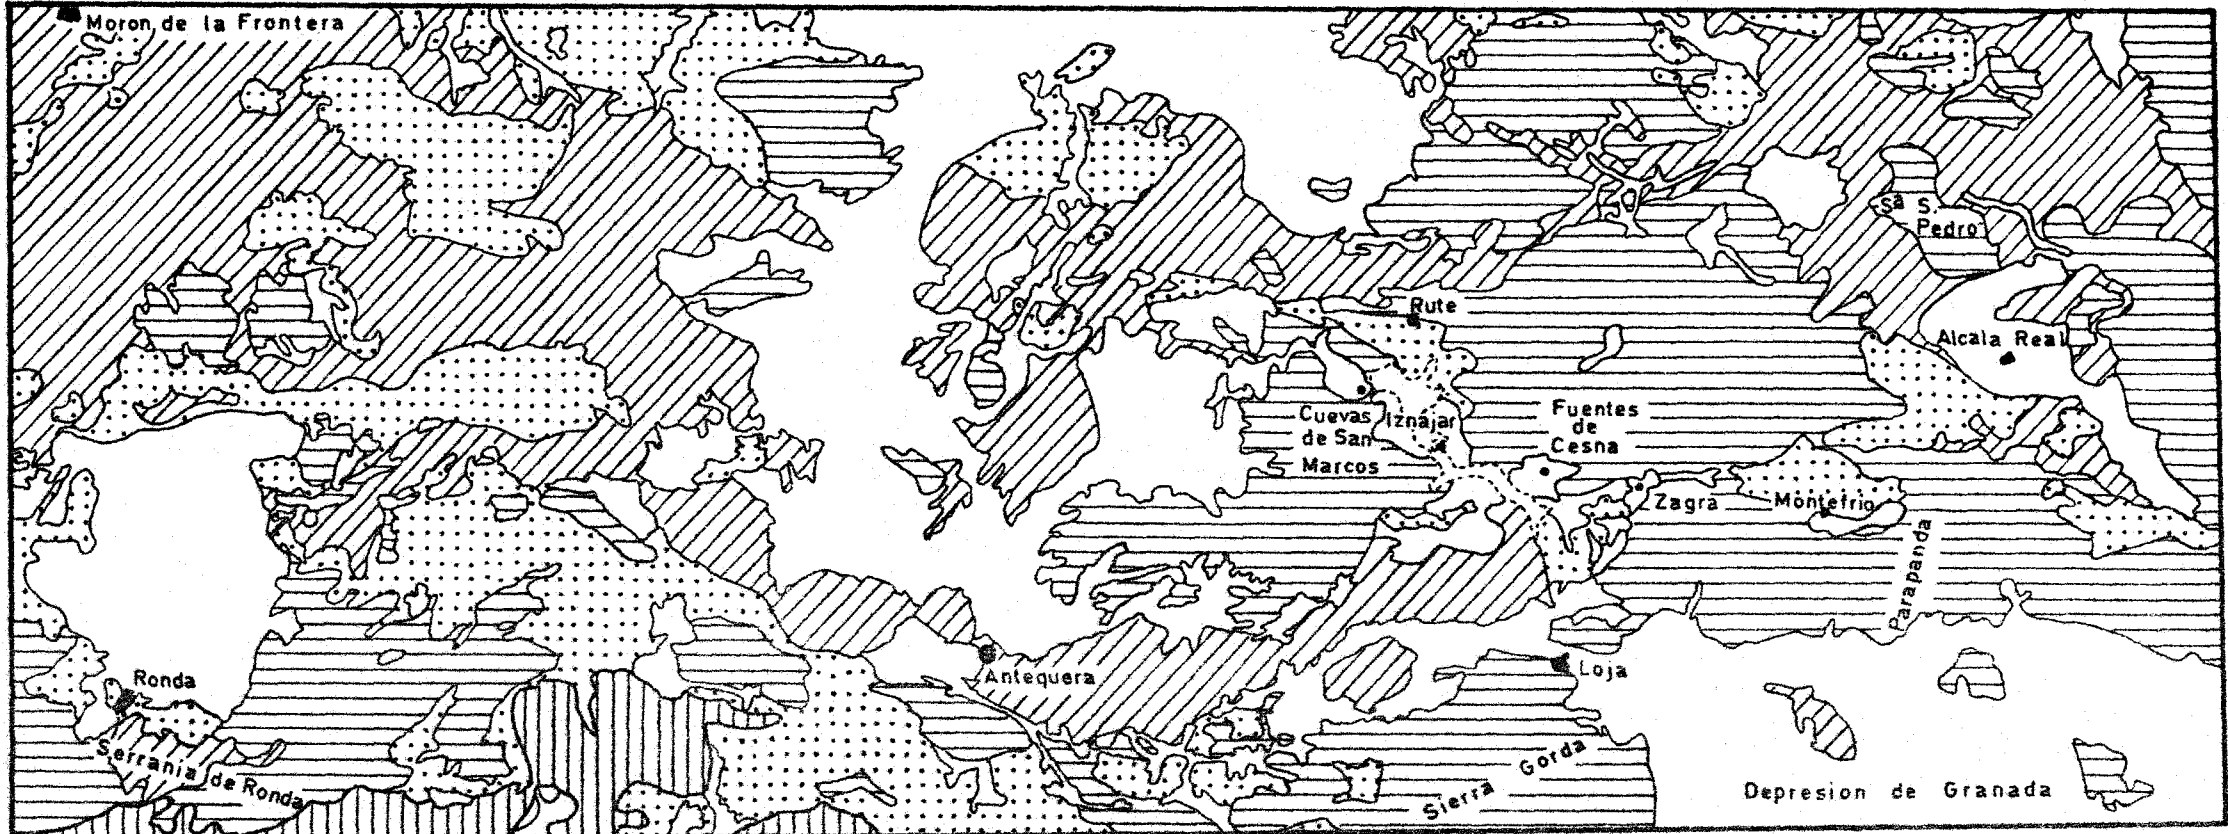 Moron de la Frontera
Sª S.
Pedro
Rute
Alcala Real
Cuevas
de San
Marcos
Iznájar
Fuentes
de
Cesna
Zagra
Montefrio
Parapanda
Antequera
Loja
Ronda
Serrania de Ronda
Sierra Gorda
Depresion de Granada